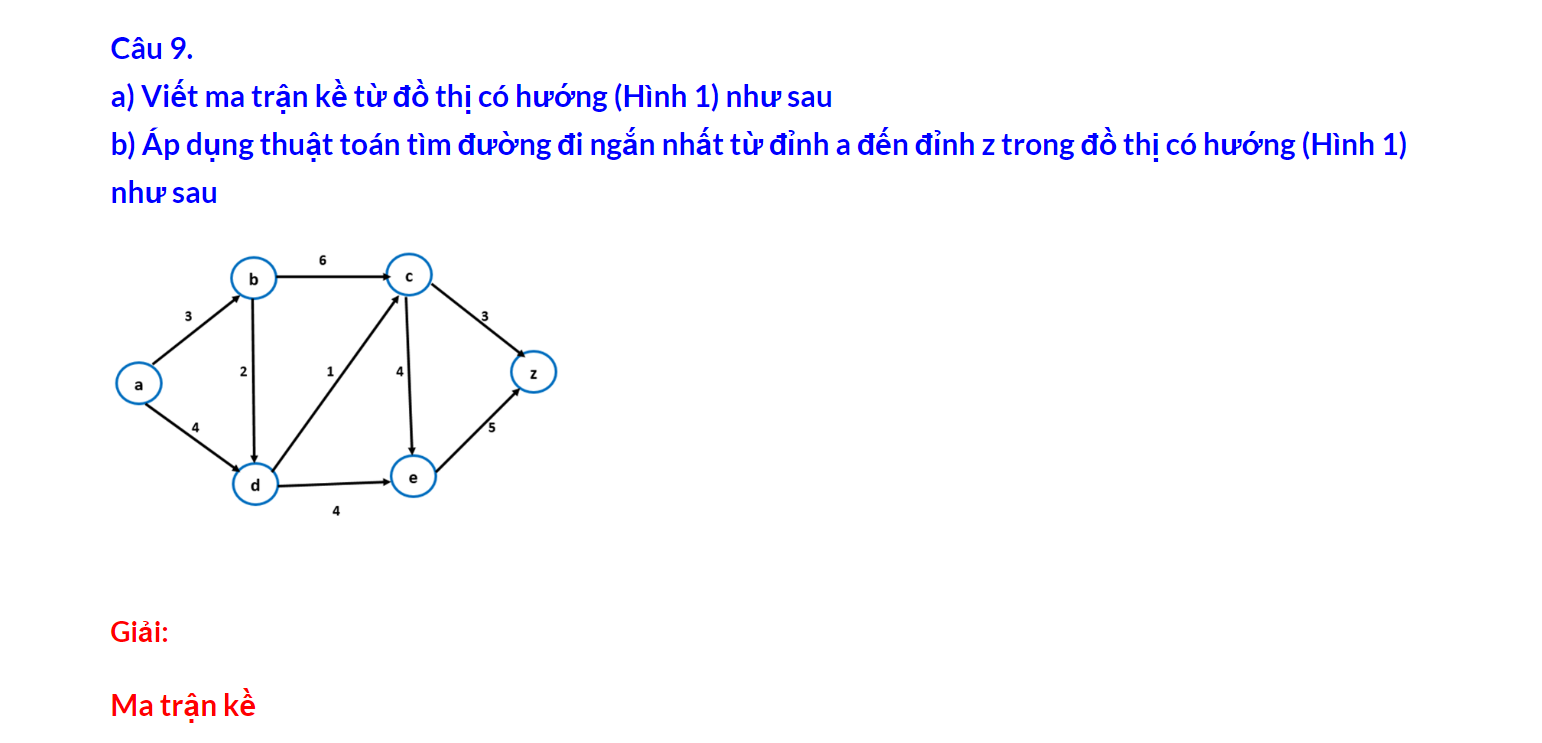 Câu 9.
a) Viết ma trận kề từ đồ thị có hướng (Hình 1) như sau
b) Áp dụng thuật toán tìm đường đi ngắn nhất từ đỉnh a đến đỉnh z trong đồ thị có hướng (Hình 1)
như sau
6
b
c
3
3
2
1
4
z
a
4
5
d
e
4
Giải:
Ma trận kề